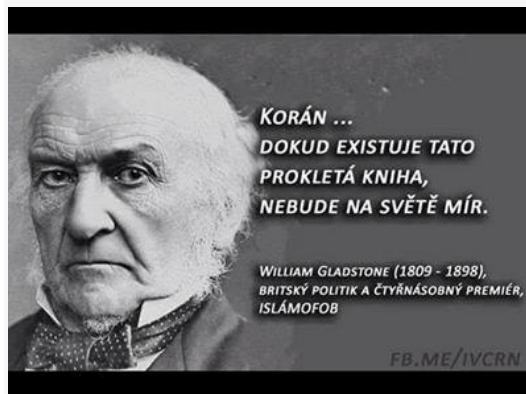 KORÁN ...
DOKUD EXISTUJE TATO
PROKLETÁ KNIHA,
NEBUDE NA SVĚTĚ MÍR.
WILLIAM GLADSTONE (1809 - 1898),
BRITSKÝ POLITIK A ČTYŘNÁSOBNÝ PREMIÉR,
ISLÁMOFOB
FB.ME/IVCRN